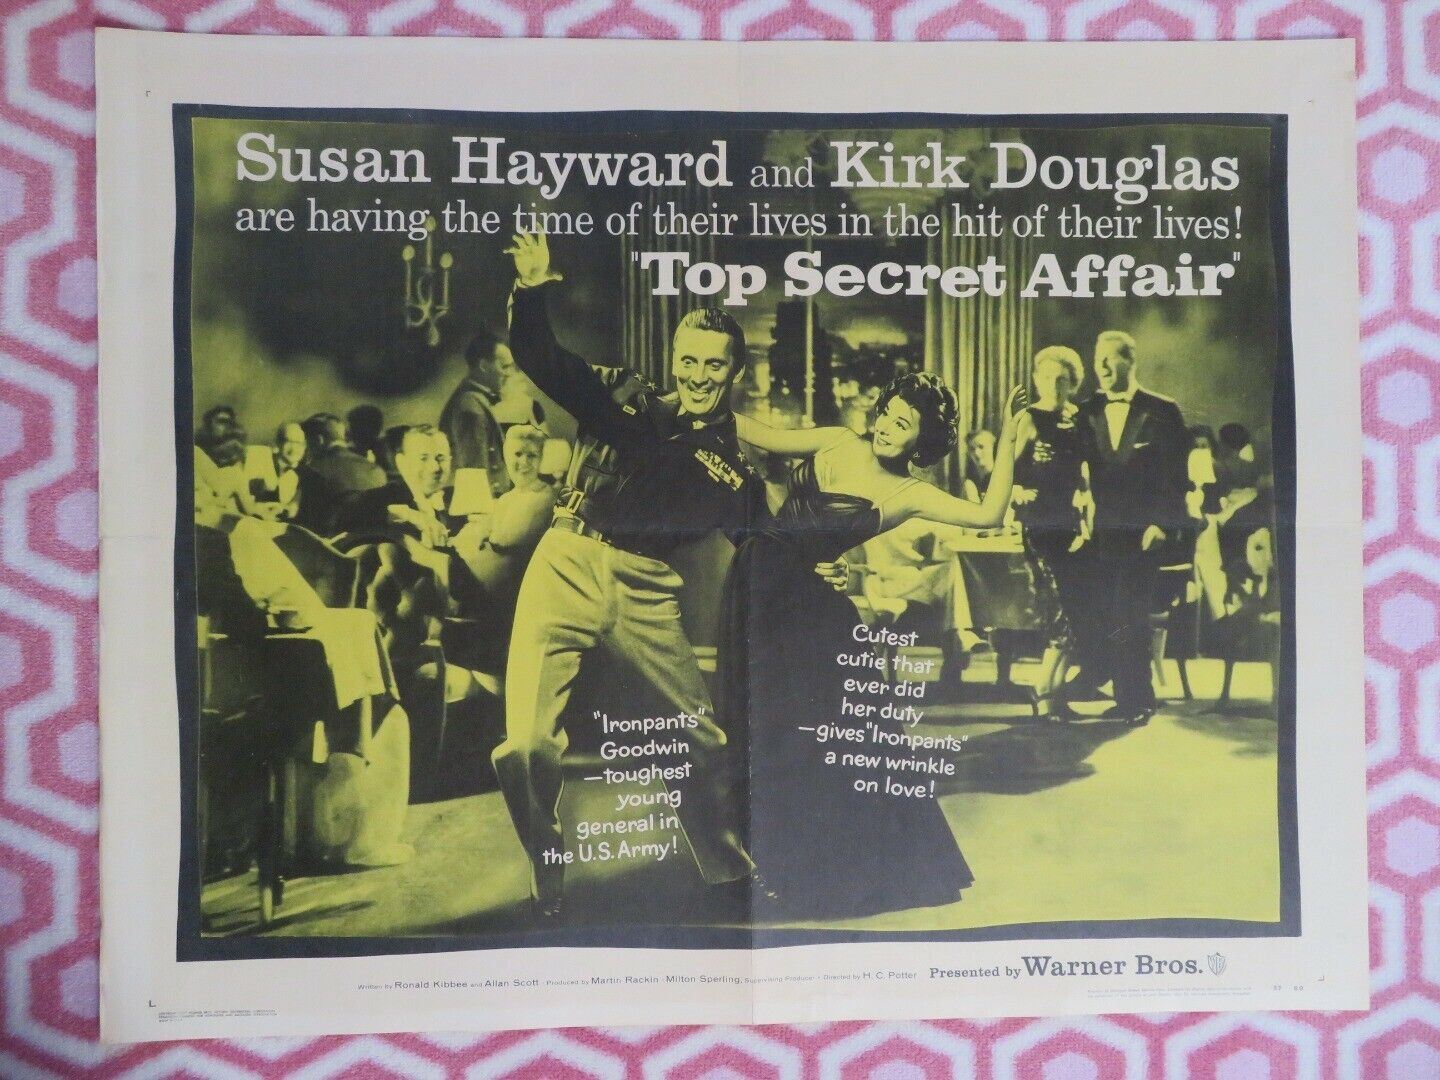 Susan Hayward and Kirk Douglas
are having the time of their lives in the hit of their lives!
"Top Secret Affair"
"Ironpants"
Goodwin
—toughest
young
general in
the U.S. Army!
Cutest
cutie that
ever did
her duty
—gives "Ironpants"
a new wrinkle
on love!
Written by Ronald Kibbee and Allan Scott · Produced by Martin Rackin · Milton Sperling, Supervising Producer · Directed by H. C. Potter Presented by Warner Bros.
WB
L
57 60